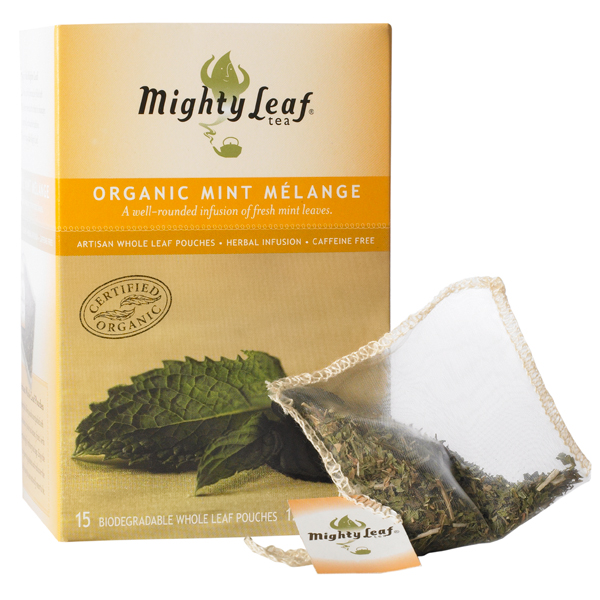 Mighty Leaf®
tea
ORGANIC MINT MÉLANGE
A well-rounded infusion of fresh mint leaves.
ARTISAN WHOLE LEAF POUCHES • HERBAL INFUSION • CAFFEINE FREE
CERTIFIED
ORGANIC
15 BIODEGRADABLE WHOLE LEAF POUCHES
Mighty Leaf®
tea